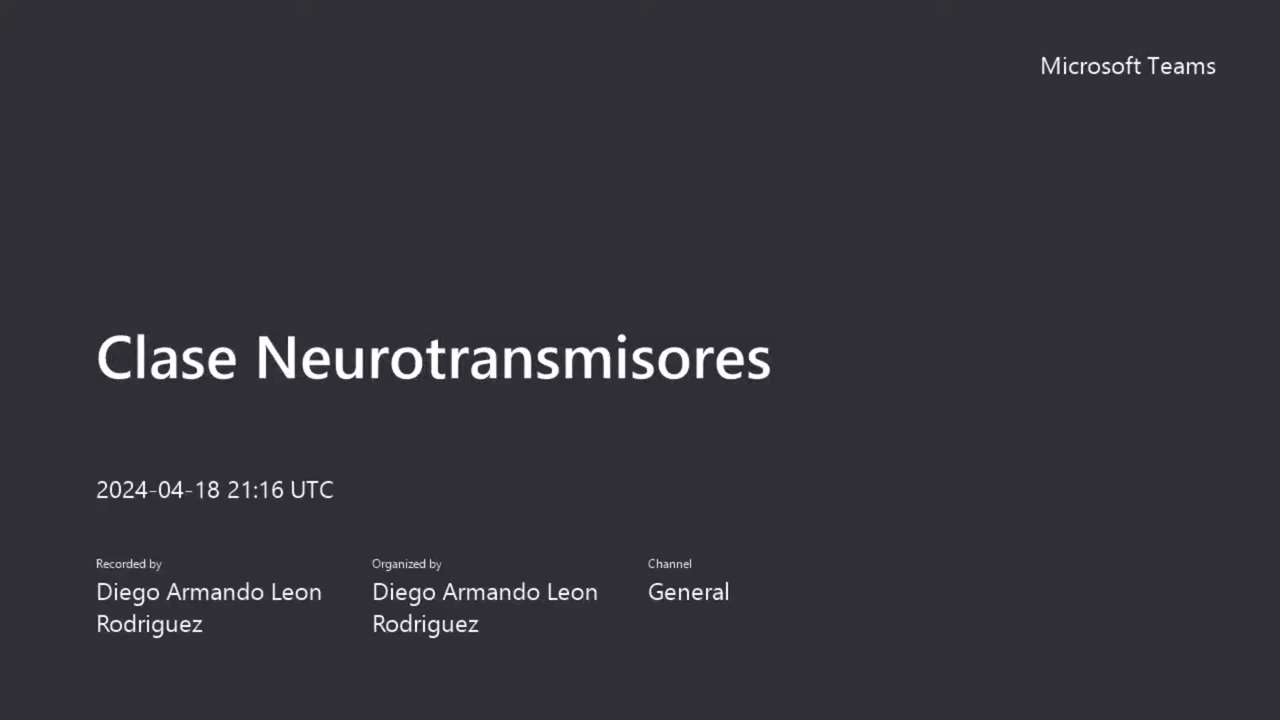 Microsoft Teams
Clase Neurotransmisores
2024-04-18 21:16 UTC
Recorded by
Diego Armando Leon
Rodriguez
Organized by
Diego Armando Leon
Rodriguez
Channel
General